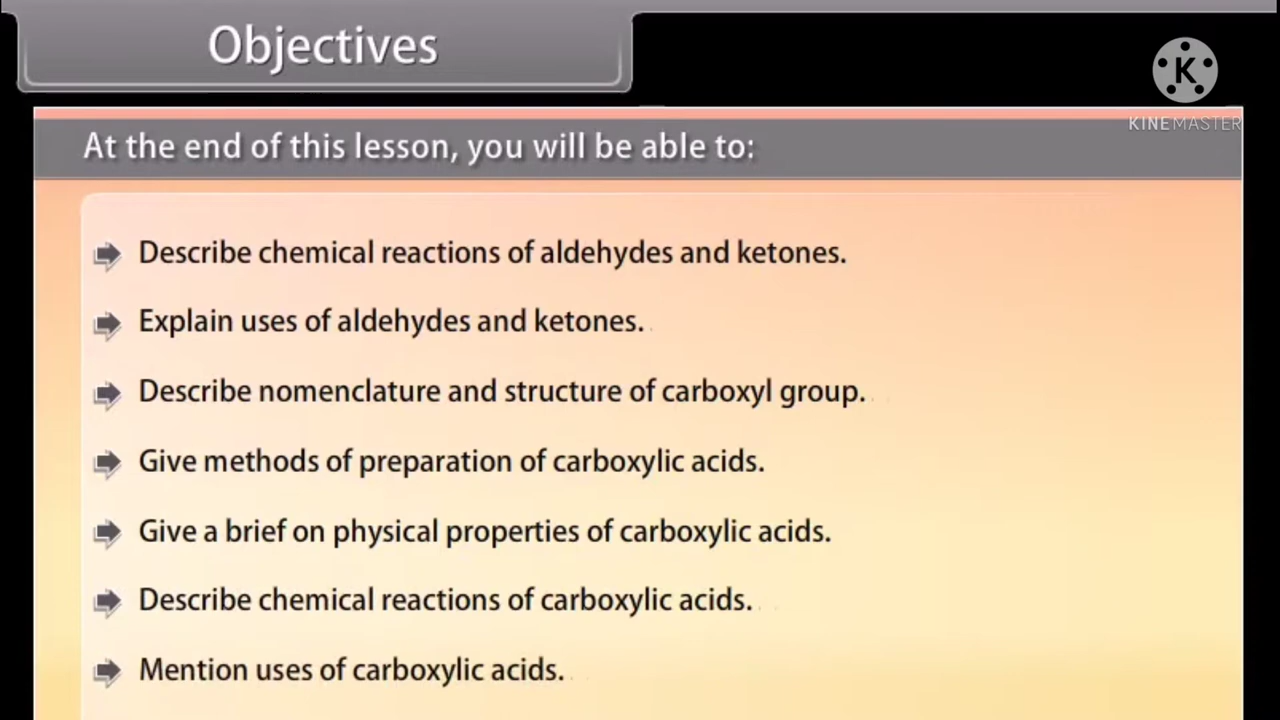 Objectives
K
KINEMASTER
At the end of this lesson, you will be able to:
Describe chemical reactions of aldehydes and ketones.
Explain uses of aldehydes and ketones.
Describe nomenclature and structure of carboxyl group.
Give methods of preparation of carboxylic acids.
Give a brief on physical properties of carboxylic acids.
Describe chemical reactions of carboxylic acids.
Mention uses of carboxylic acids.